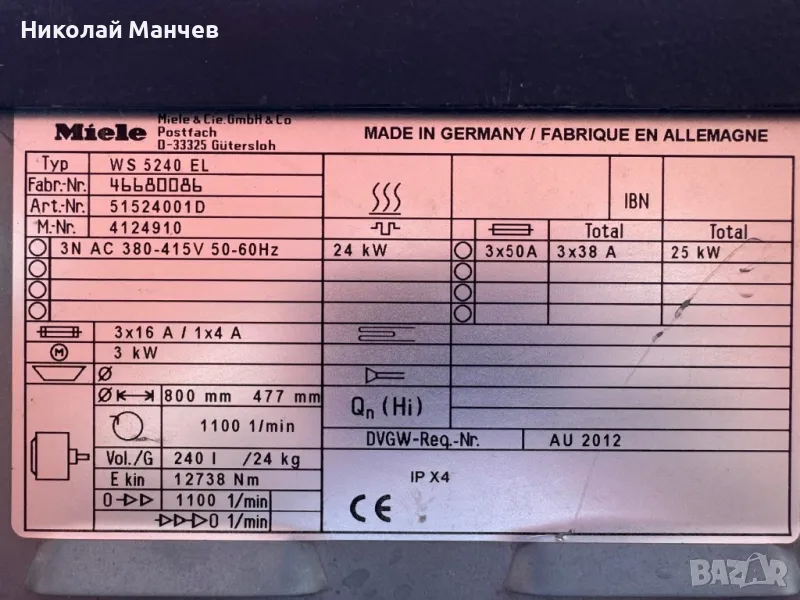 Николай Манчев
Miele & Cie. GmbH & Co
Miele Postfach
D-33325 Gütersloh
MADE IN GERMANY / FABRIQUE EN ALLEMAGNE
Typ WS 5240 EL
Fabr.-Nr. 46680086 IBN
Art.-Nr. 51524001D
M.-Nr. 4124910 Total Total
3N AC 380-415V 50-60Hz 24 kW 3x50A 3x38 A 25 kW
3x16 A / 1x4 A
M 3 kW
Ø
Ø 800 mm 477 mm
Qn (Hi)
1100 1/min
DVGW-Reg.-Nr. AU 2012
Vol./G 240 l /24 kg
E kin 12738 Nm IP X4
0 1100 1/min
0 1/min CE
BAZAR